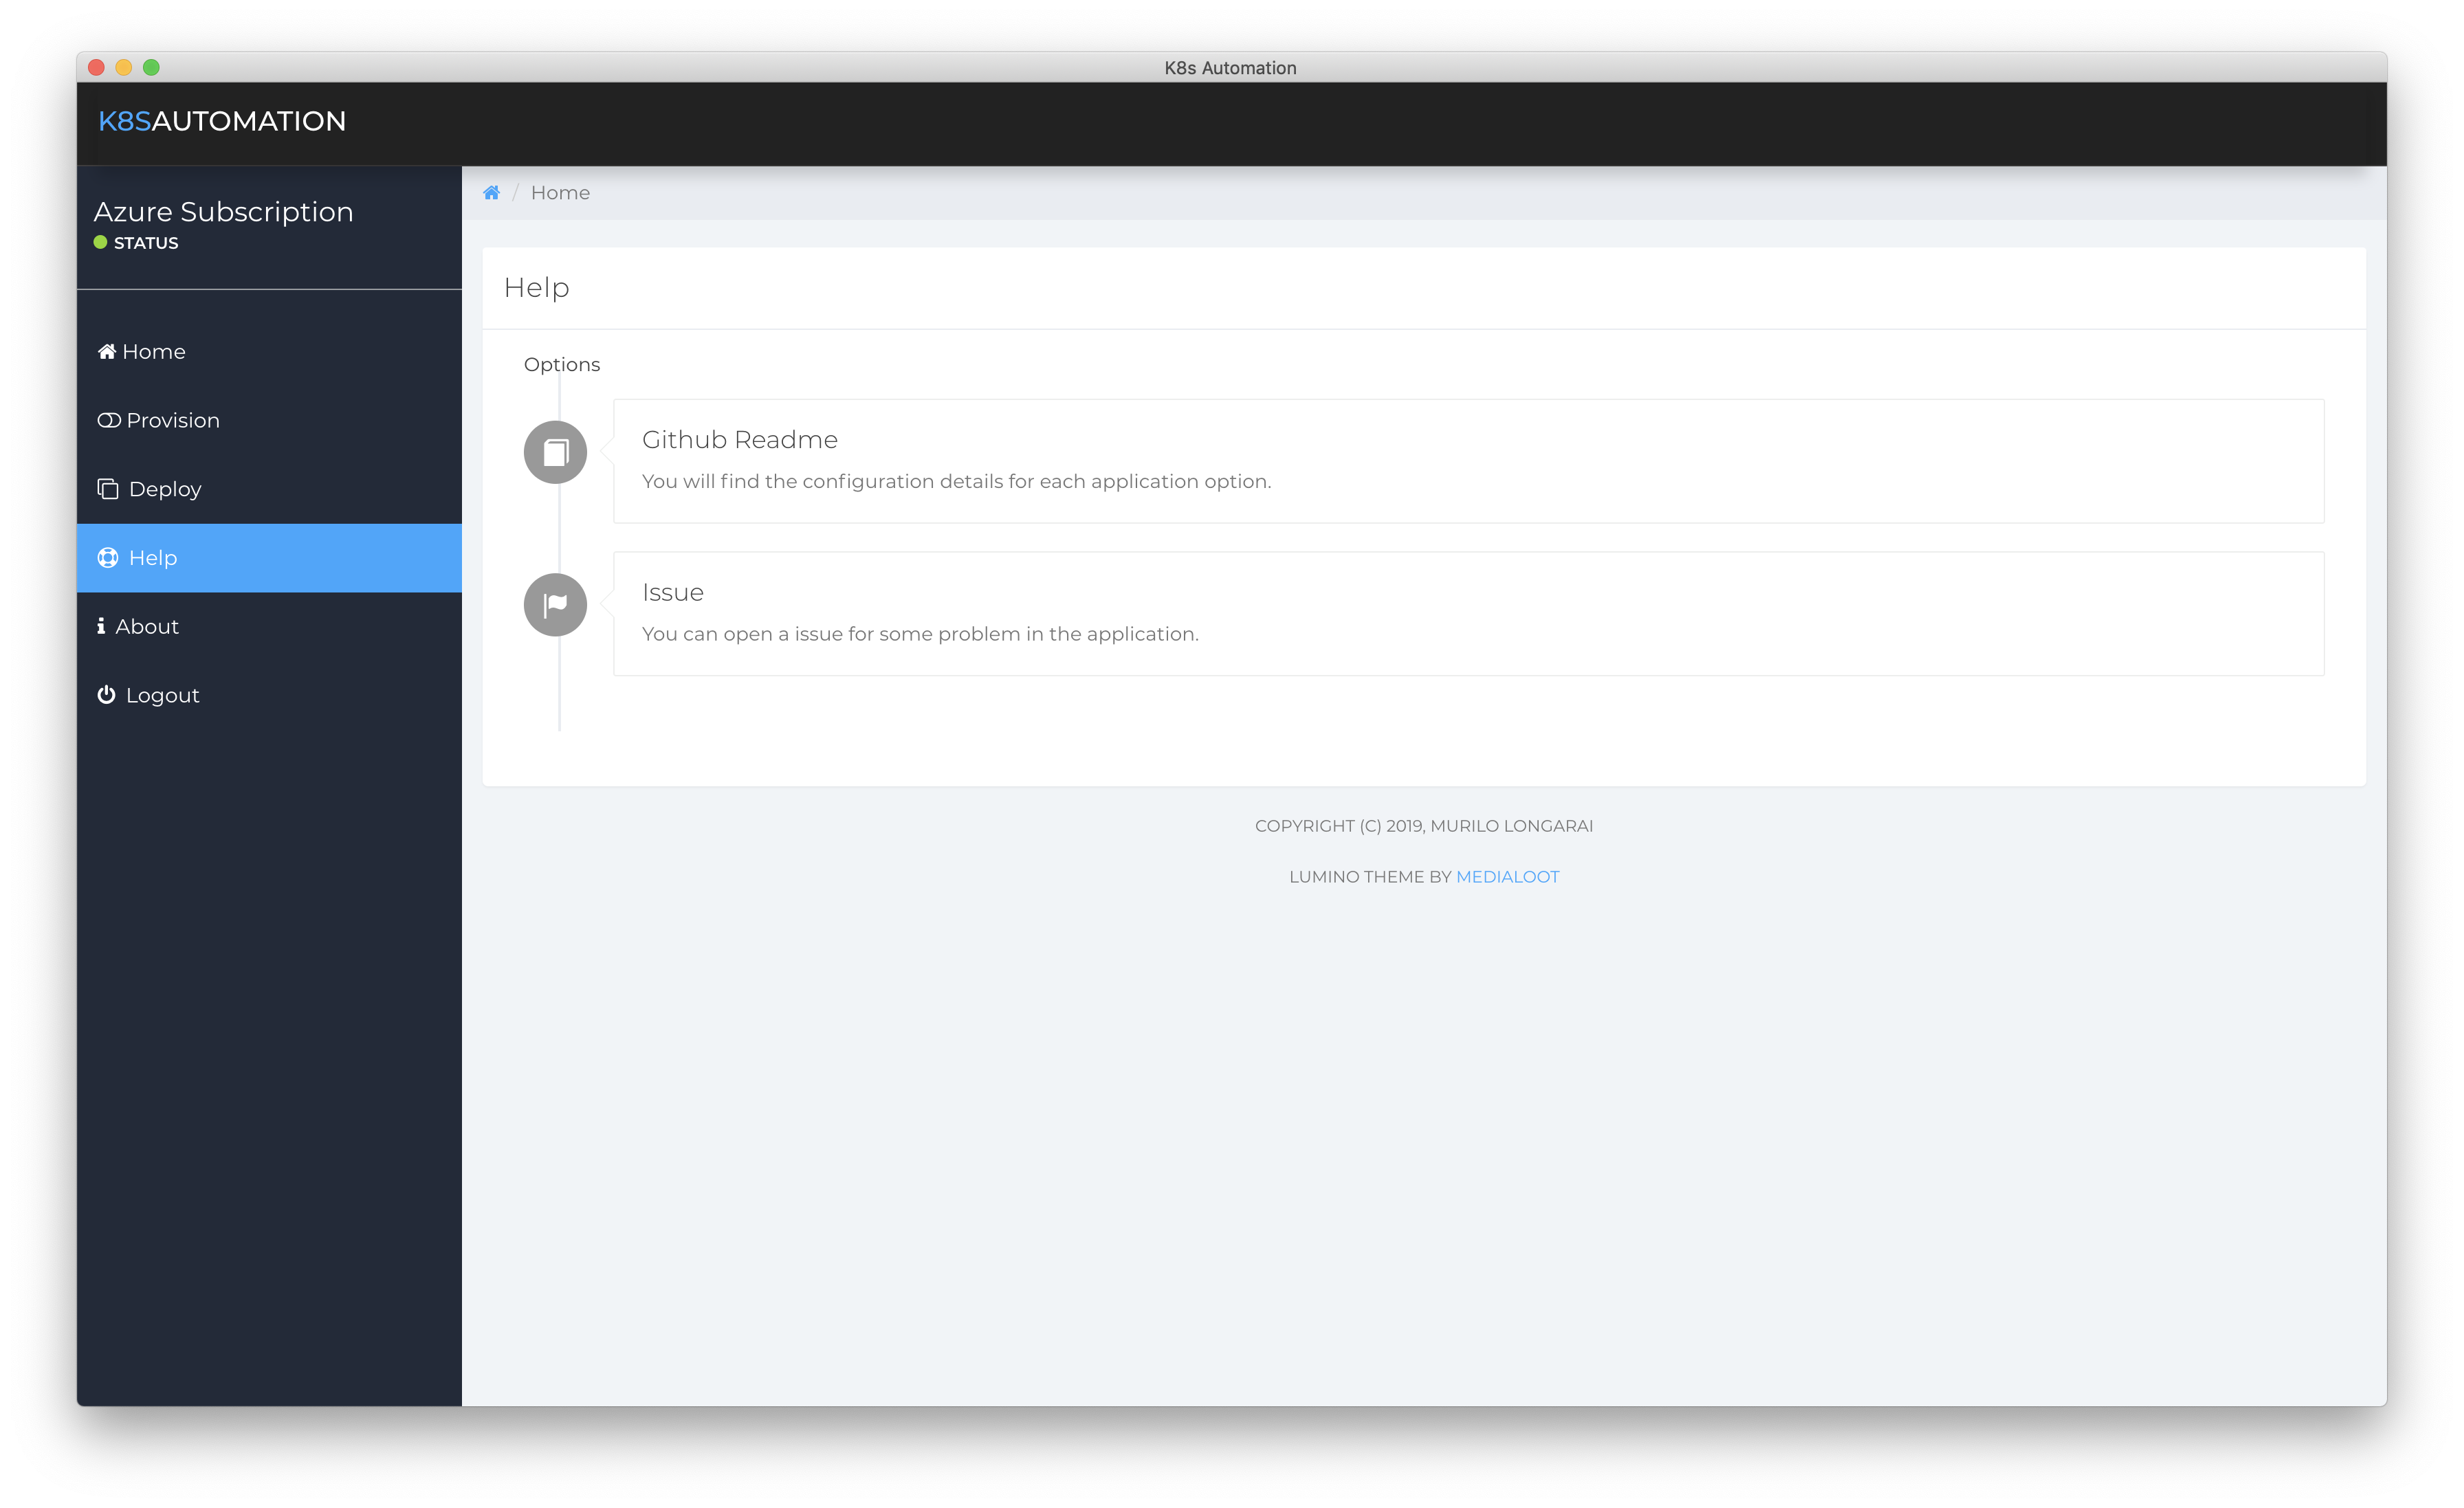 K8s Automation
K8SAUTOMATION
Azure Subscription
STATUS
Home
Provision
Deploy
Help
About
Logout
/ Home
Help
Options
Github Readme
You will find the configuration details for each application option.
Issue
You can open a issue for some problem in the application.
COPYRIGHT (C) 2019, MURILO LONGARAI
LUMINO THEME BY MEDIALOOT